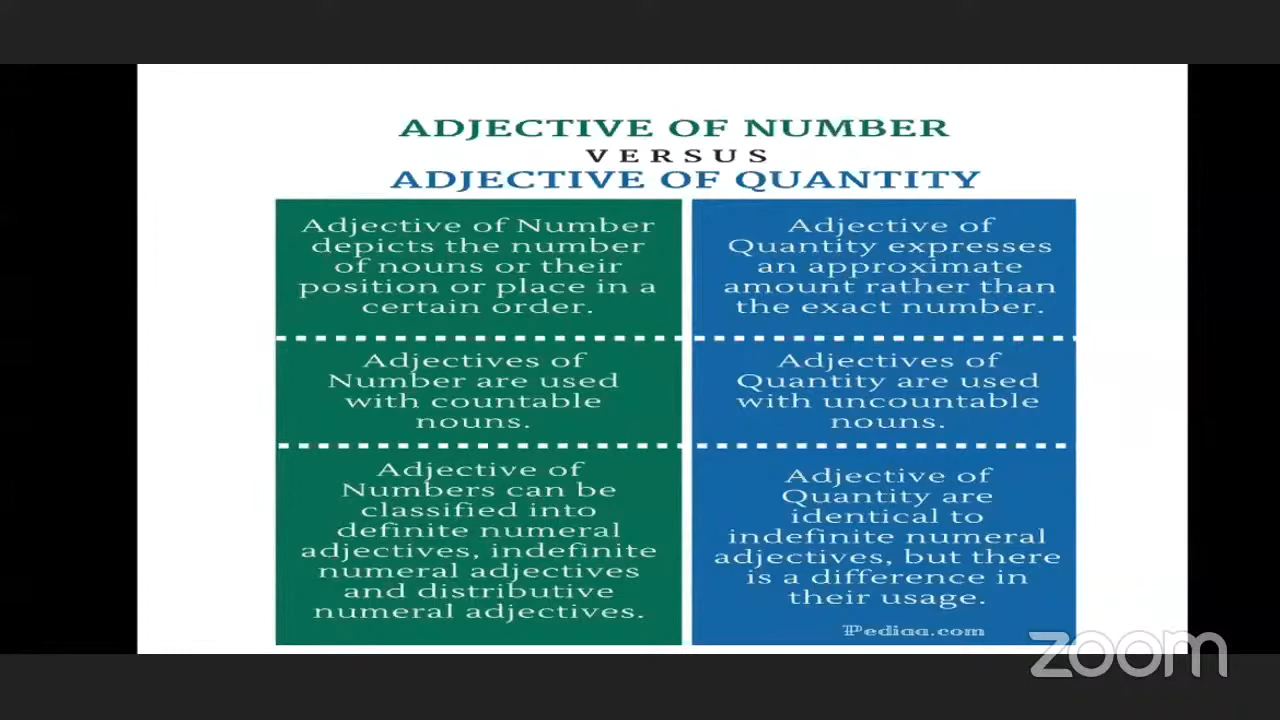 ADJECTIVE OF NUMBER
VERSUS
ADJECTIVE OF QUANTITY
Adjective of Number
depicts the number
of nouns or their
position or place in a
certain order.
Adjective of
Quantity expresses
an approximate
amount rather than
the exact number.
Adjectives of
Number are used
with countable
nouns.
Adjectives of
Quantity are used
with uncountable
nouns.
Adjective of
Numbers can be
classified into
definite numeral
adjectives, indefinite
numeral adjectives
and distributive
numeral adjectives.
Adjective of
Quantity are
identical to
indefinite numeral
adjectives, but there
is a difference in
their usage.
Pediaa.com
zoom